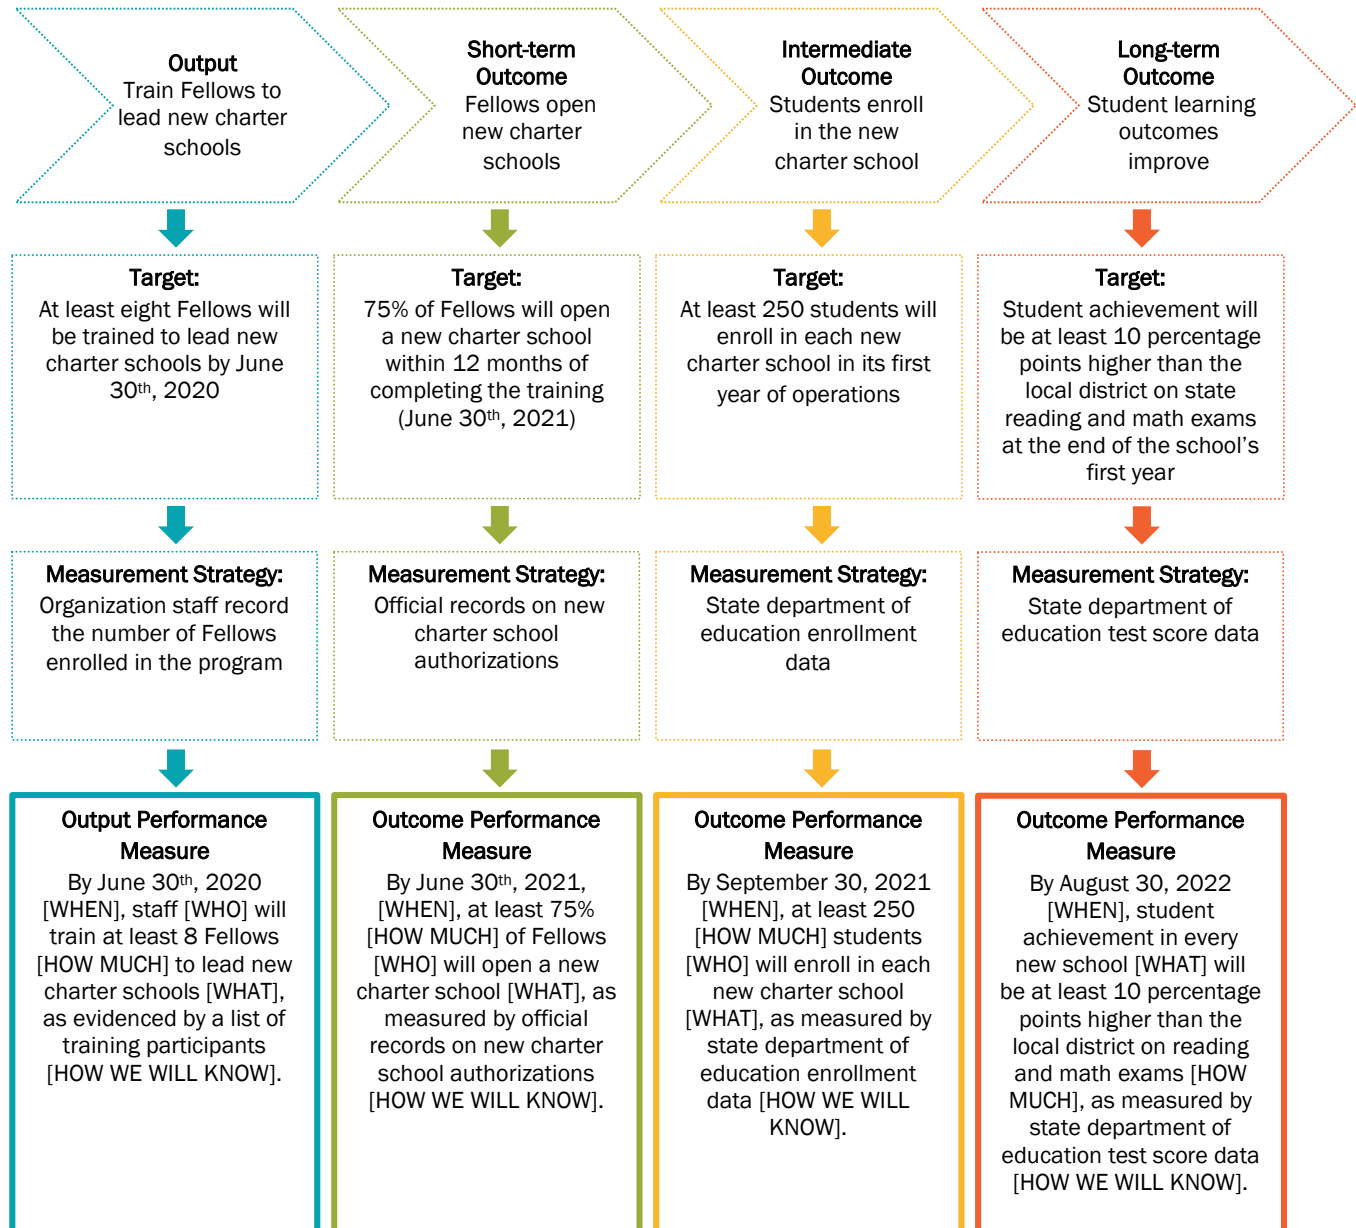 Output
Train Fellows to
lead new charter
schools
Short-term
Outcome
Fellows open
new charter
schools
Intermediate
Outcome
Students enroll
in the new
charter school
Long-term
Outcome
Student learning
outcomes
improve
Target:
At least eight Fellows will
be trained to lead new
charter schools by June
30th, 2020
Target:
75% of Fellows will open
a new charter school
within 12 months of
completing the training
(June 30th, 2021)
Target:
At least 250 students will
enroll in each new
charter school in its first
year of operations
Target:
Student achievement will
be at least 10 percentage
points higher than the
local district on state
reading and math exams
at the end of the school’s
first year
Measurement Strategy:
Organization staff record
the number of Fellows
enrolled in the program
Measurement Strategy:
Official records on new
charter school
authorizations
Measurement Strategy:
State department of
education enrollment
data
Measurement Strategy:
State department of
education test score data
Output Performance
Measure
By June 30th, 2020
[WHEN], staff [WHO] will
train at least 8 Fellows
[HOW MUCH] to lead new
charter schools [WHAT],
as evidenced by a list of
training participants
[HOW WE WILL KNOW].
Outcome Performance
Measure
By June 30th, 2021,
[WHEN], at least 75%
[HOW MUCH] of Fellows
[WHO] will open a new
charter school [WHAT], as
measured by official
records on new charter
school authorizations
[HOW WE WILL KNOW].
Outcome Performance
Measure
By September 30, 2021
[WHEN], at least 250
[HOW MUCH] students
[WHO] will enroll in each
new charter school
[WHAT], as measured by
state department of
education enrollment
data [HOW WE WILL
KNOW].
Outcome Performance
Measure
By August 30, 2022
[WHEN], student
achievement in every
new school [WHAT] will
be at least 10 percentage
points higher than the
local district on reading
and math exams [HOW
MUCH], as measured by
state department of
education test score data
[HOW WE WILL KNOW].